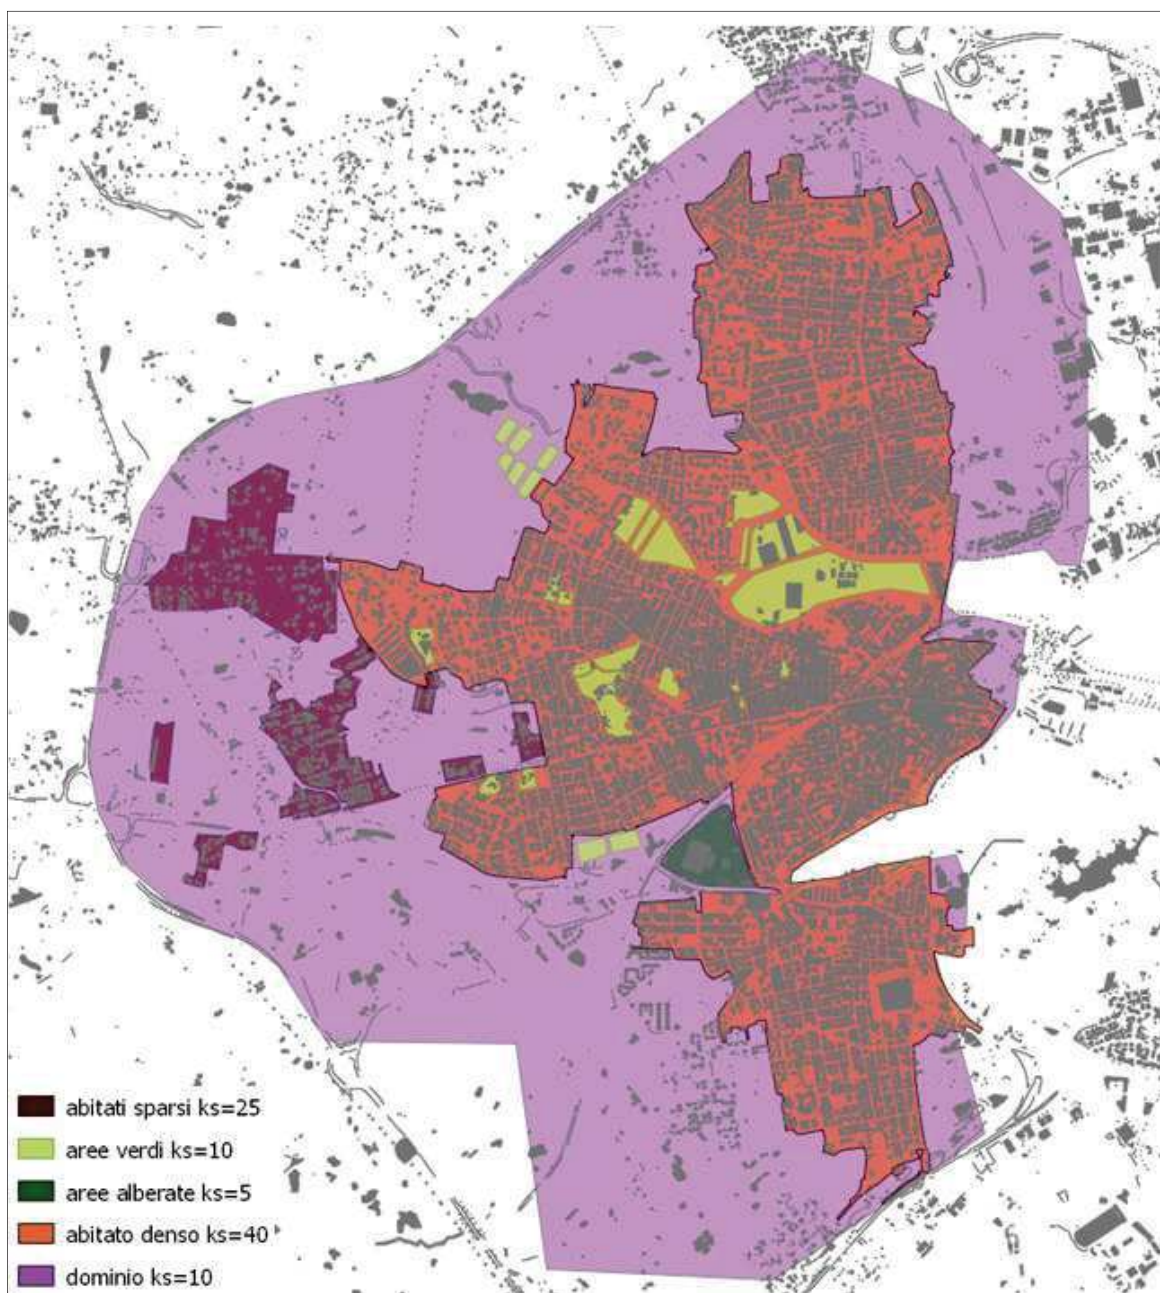 abitati sparsi ks=25
aree verdi ks=10
aree alberate ks=5
abitato denso ks=40
dominio ks=10